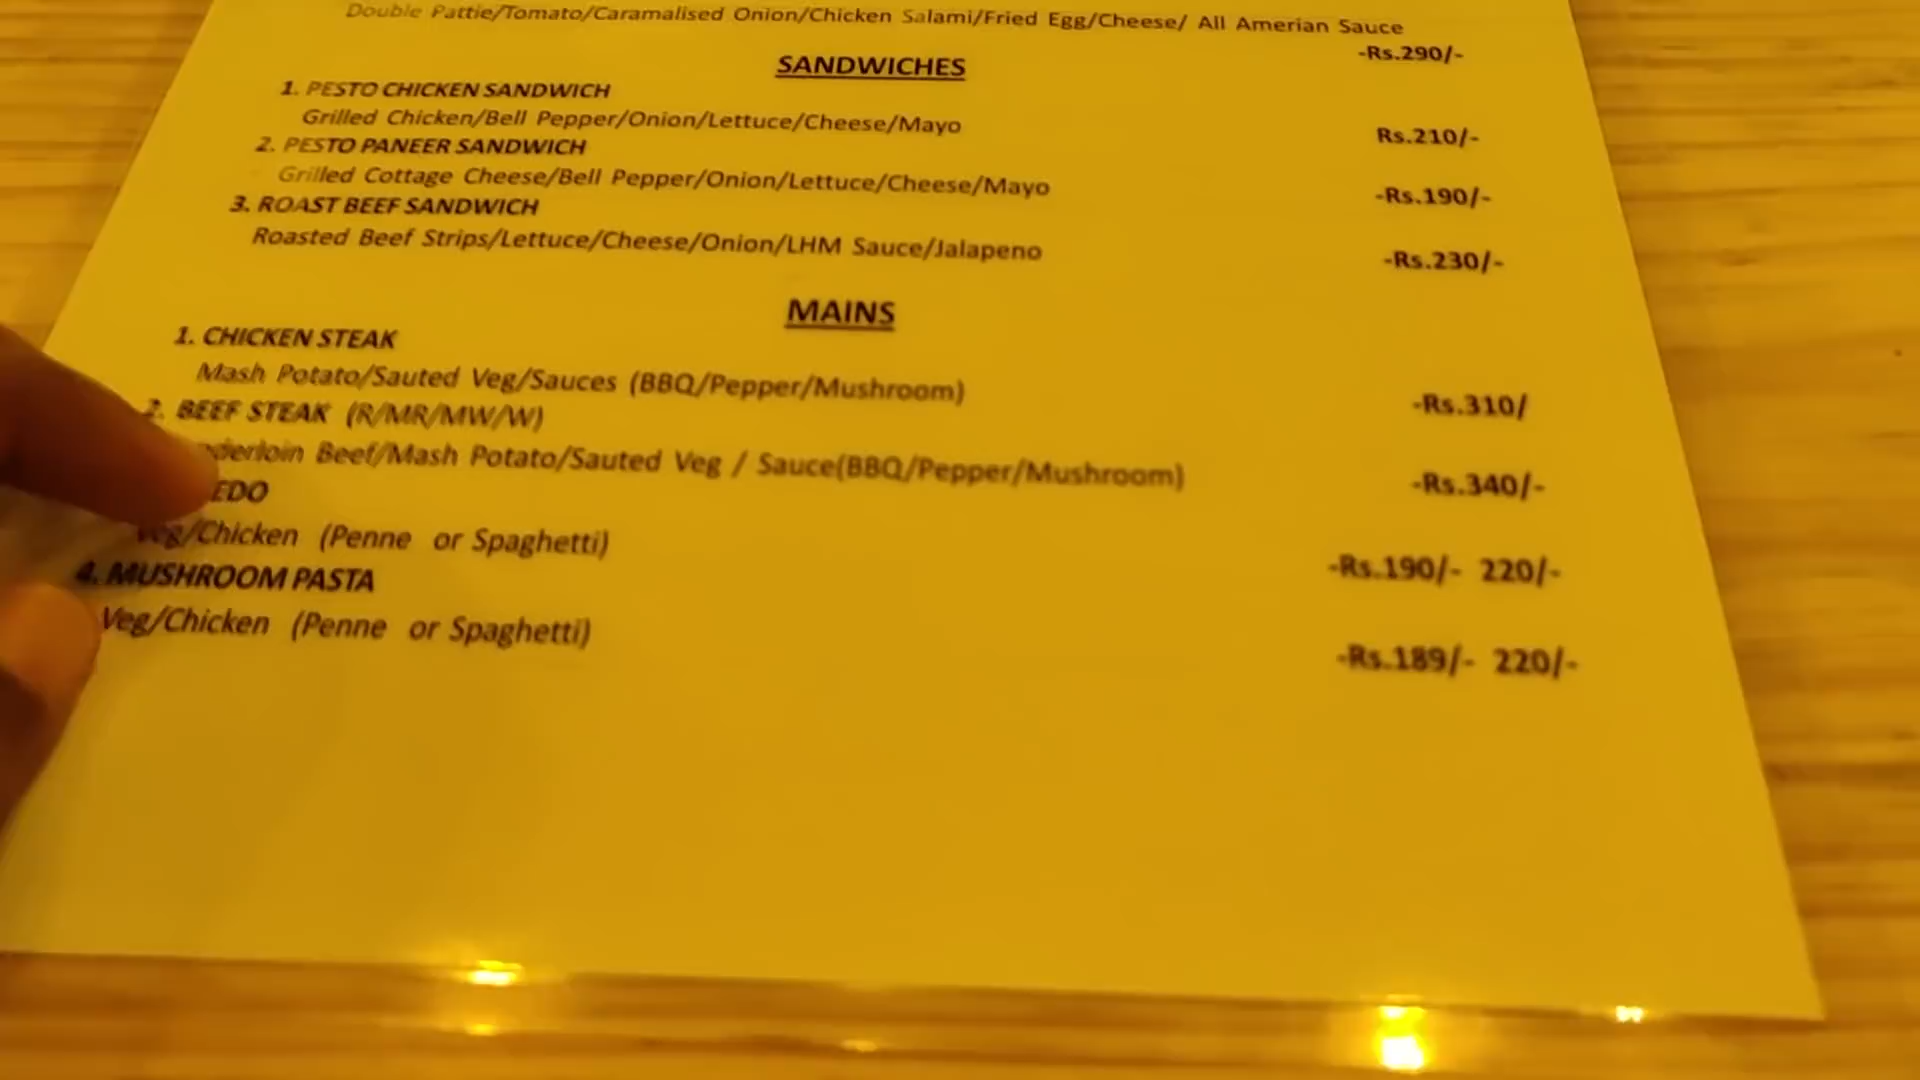 Double Pattie/Tomato/Caramalised Onion/Chicken Salami/Fried Egg/Cheese/ All Amerian Sauce
-Rs.290/-
SANDWICHES
1. PESTO CHICKEN SANDWICH
Grilled Chicken/Bell Pepper/Onion/Lettuce/Cheese/Mayo
Rs.210/-
2. PESTO PANEER SANDWICH
Grilled Cottage Cheese/Bell Pepper/Onion/Lettuce/Cheese/Mayo
-Rs.190/-
3. ROAST BEEF SANDWICH
Roasted Beef Strips/Lettuce/Cheese/Onion/LHM Sauce/Jalapeno
-Rs.230/-
MAINS
1. CHICKEN STEAK
Mash Potato/Sauted Veg/Sauces (BBQ/Pepper/Mushroom)
-Rs.310/
2. BEEF STEAK (R/MR/MW/W)
Beef/Mash Potato/Sauted Veg / Sauce(BBQ/Pepper/Mushroom)
-Rs.340/-
Veg/Chicken (Penne or Spaghetti)
-Rs.190/- 220/-
4. MUSHROOM PASTA
Veg/Chicken (Penne or Spaghetti)
-Rs.189/- 220/-